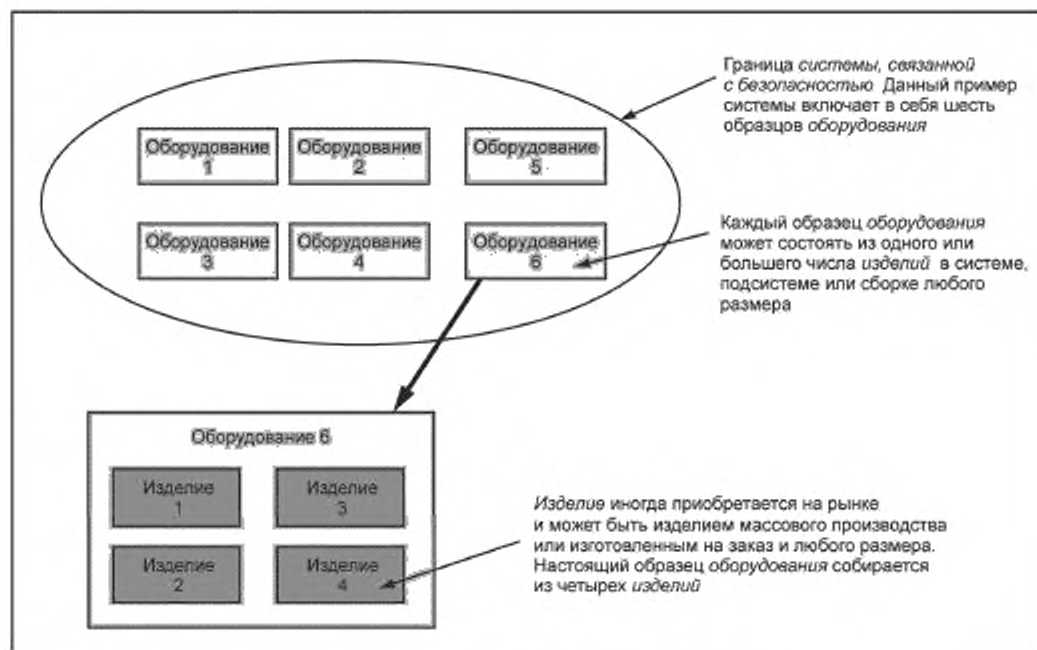 Граница системы, связанной
с безопасностью Данный пример
системы включает в себя шесть
образцов оборудования
Оборудование
1
Оборудование
2
Оборудование
5
Оборудование
3
Оборудование
4
Оборудование
6
Каждый образец оборудования
может состоять из одного или
большего числа изделий в системе,
подсистеме или сборке любого
размера
Оборудование 6
Изделие
1
Изделие
3
Изделие
2
Изделие
4
Изделие иногда приобретается на рынке
и может быть изделием массового производства
или изготовленным на заказ и любого размера.
Настоящий образец оборудования собирается
из четырех изделий